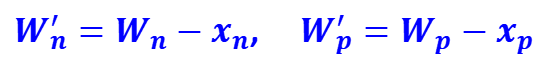 W′ₙ = Wₙ − xₙ,   W′ₚ = Wₚ − xₚ